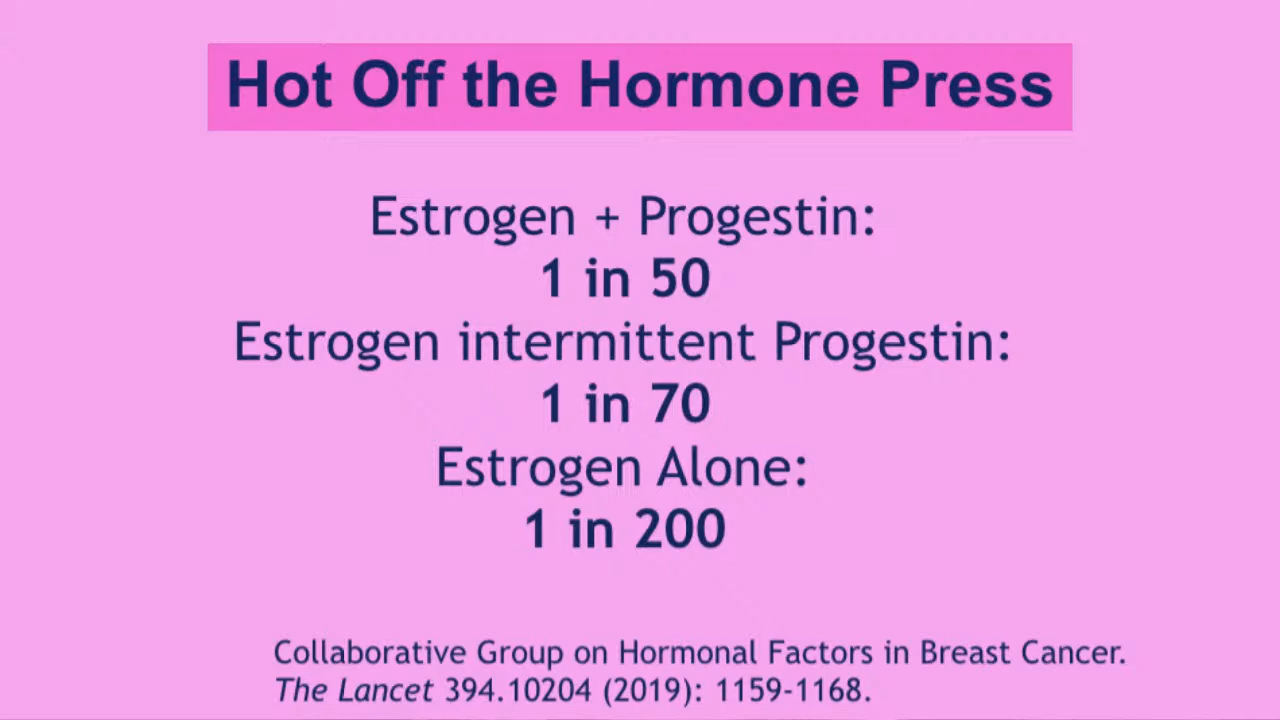 Hot Off the Hormone Press
Estrogen + Progestin:
1 in 50
Estrogen intermittent Progestin:
1 in 70
Estrogen Alone:
1 in 200
Collaborative Group on Hormonal Factors in Breast Cancer.
The Lancet 394.10204 (2019): 1159-1168.